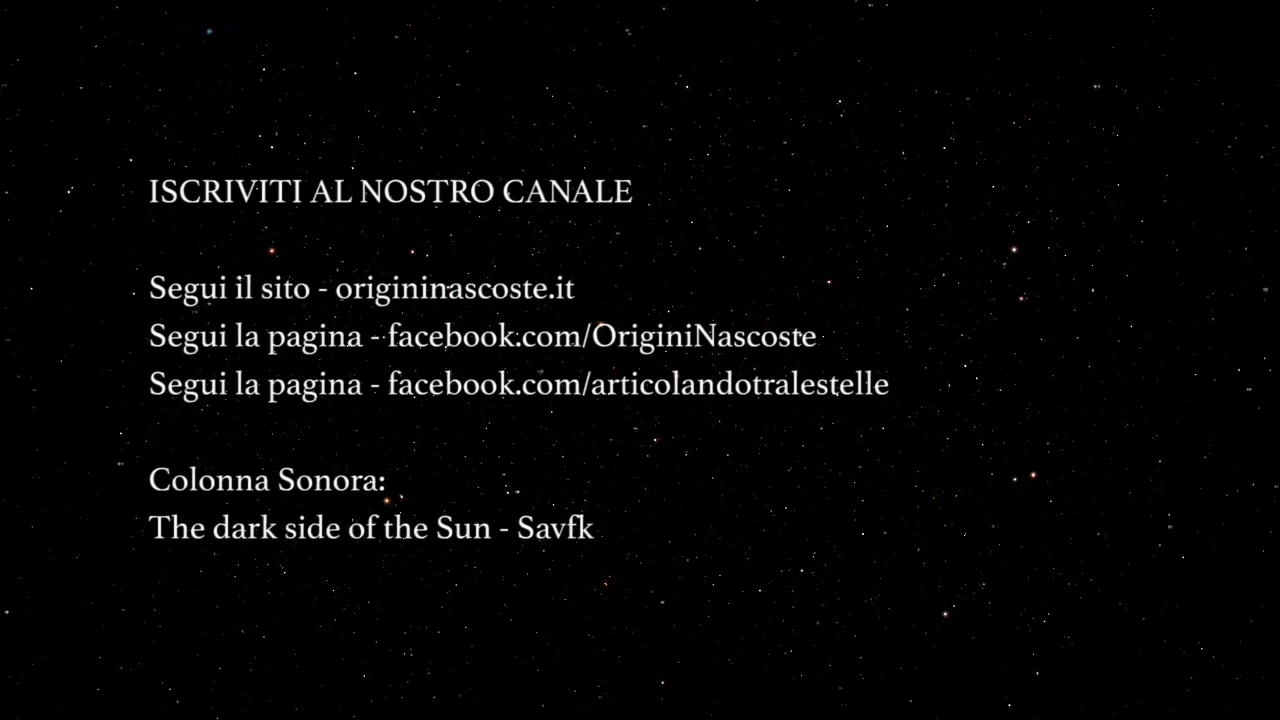 ISCRIVITI AL NOSTRO CANALE
Segui il sito - origininascoste.it
Segui la pagina - facebook.com/OriginiNascoste
Segui la pagina - facebook.com/articolandotralestelle
Colonna Sonora:
The dark side of the Sun - Savfk